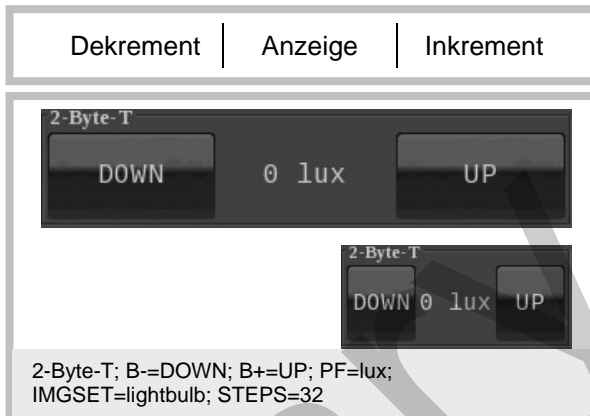 Dekrement Anzeige Inkrement
2-Byte-T
DOWN 0 lux UP
2-Byte-T
DOWN 0 lux UP
2-Byte-T; B-=DOWN; B+=UP; PF=lux;
IMGSET=lightbulb; STEPS=32